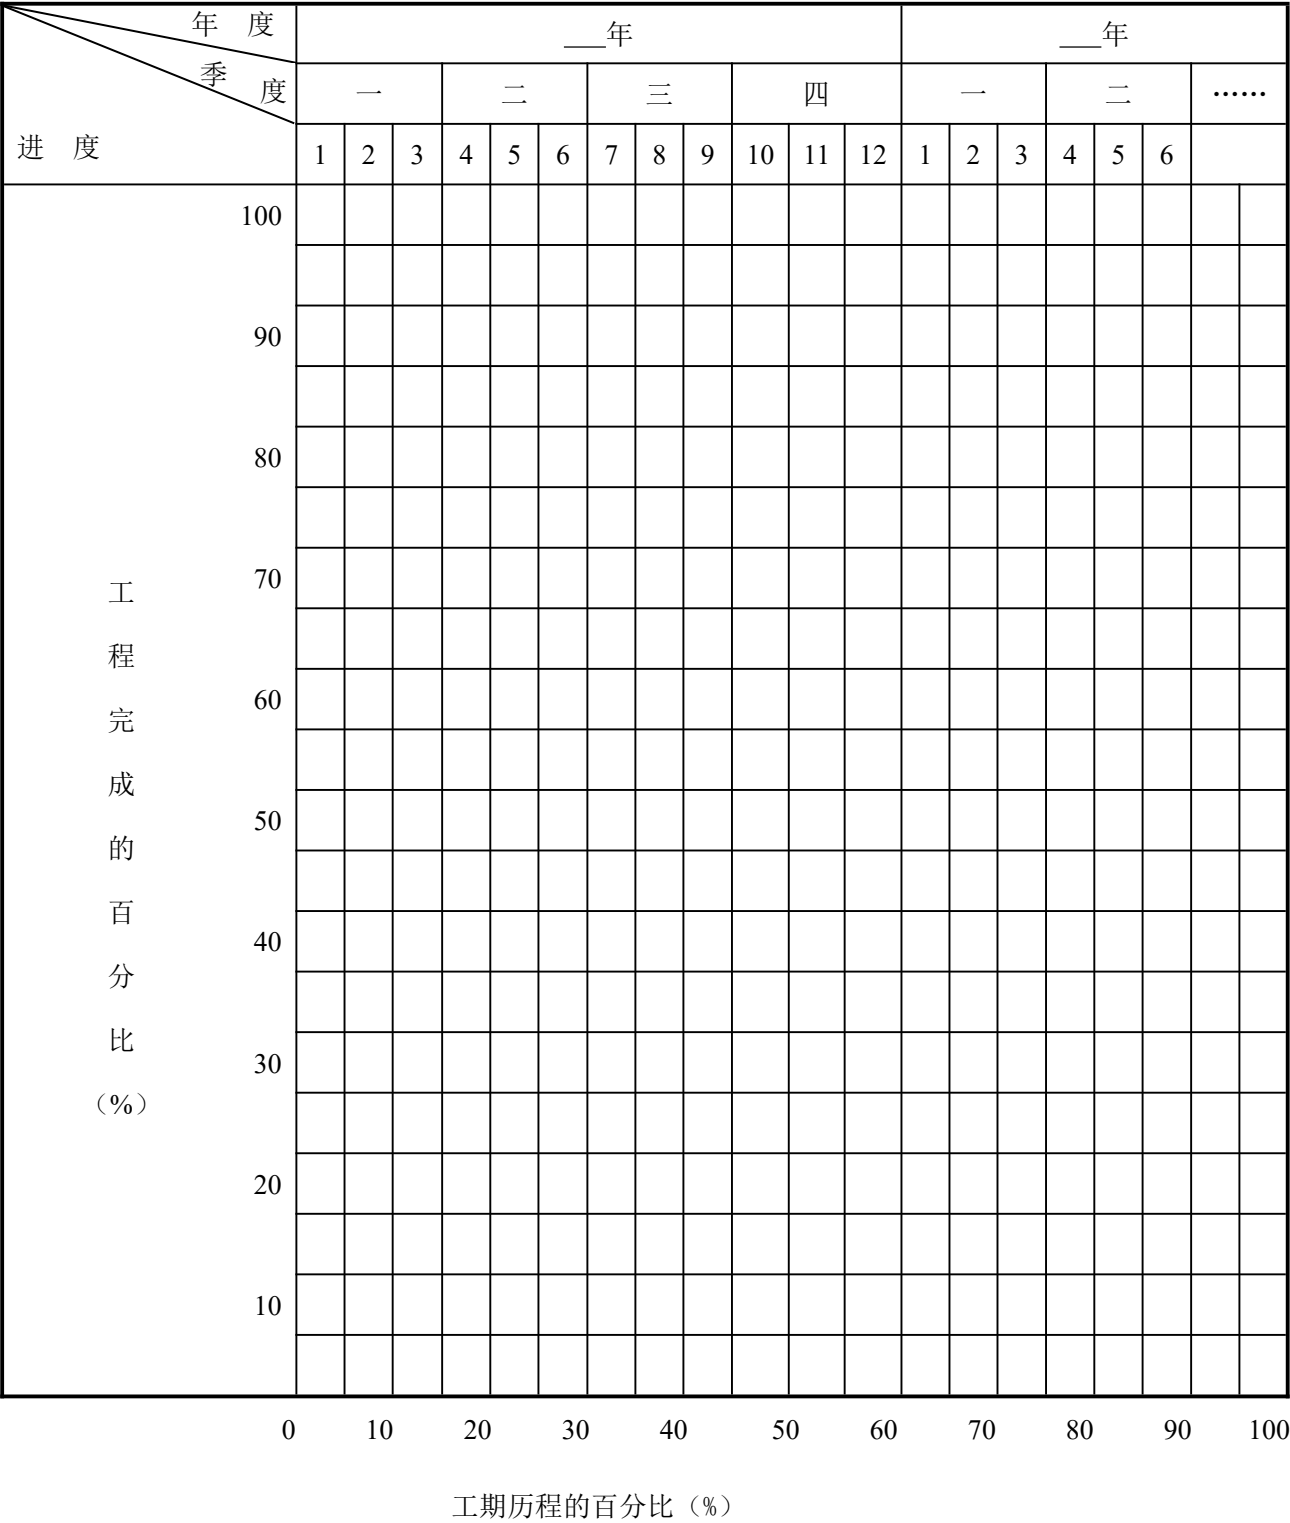 年 度
___年 ___年
季 度
一 二 三 四 一 二 ……
进 度
1 2 3 4 5 6 7 8 9 10 11 12 1 2 3 4 5 6
100
90
80
70
60
50
40
30
20
10
工
程
完
成
的
百
分
比
（%）
0 10 20 30 40 50 60 70 80 90 100
工期历程的百分比（%）